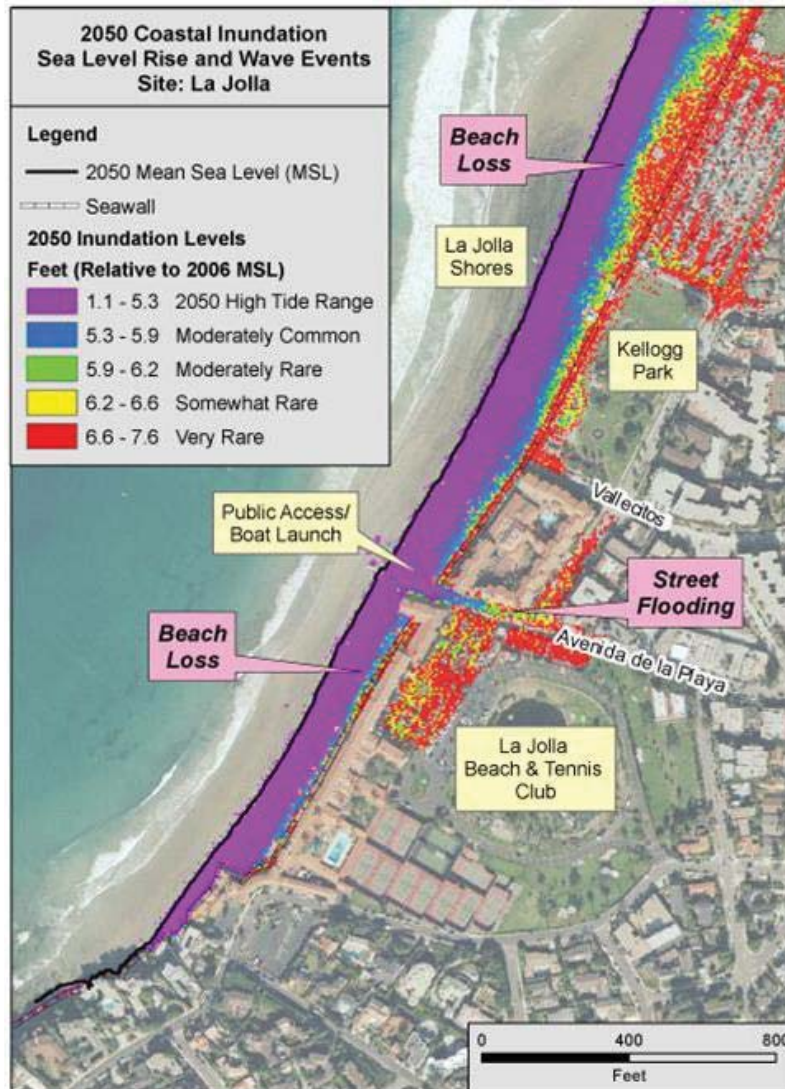 2050 Coastal Inundation
Sea Level Rise and Wave Events
Site: La Jolla
Legend
2050 Mean Sea Level (MSL)
Seawall
2050 Inundation Levels
Feet (Relative to 2006 MSL)
1.1 - 5.3 2050 High Tide Range
5.3 - 5.9 Moderately Common
5.9 - 6.2 Moderately Rare
6.2 - 6.6 Somewhat Rare
6.6 - 7.6 Very Rare
Beach
Loss
La Jolla
Shores
Kellogg
Park
Vallecitos
Public Access/
Boat Launch
Street
Flooding
Beach
Loss
Avenida de la Playa
La Jolla
Beach & Tennis
Club
0 400 800
Feet